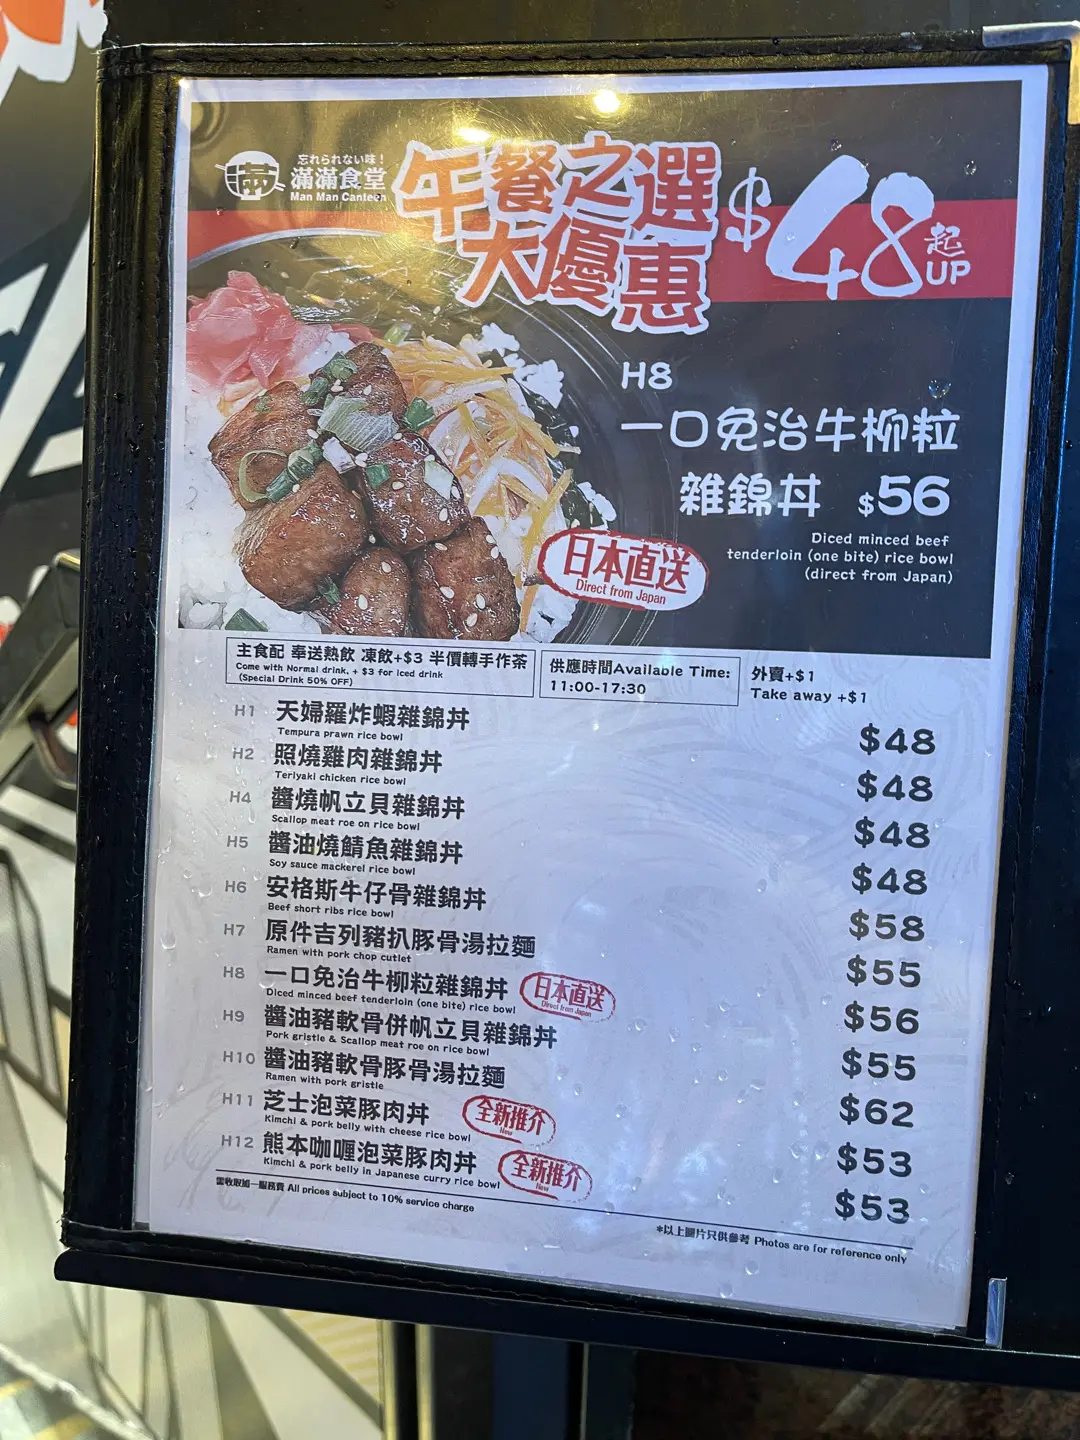 忘れられない味！
滿滿食堂
Man Man Canteen
午餐之選
大優惠
$48起
UP
H8
一口免治牛柳粒
雜錦丼 $56
Diced minced beef
tenderloin (one bite) rice bowl
(direct from Japan)
日本直送
Direct from Japan
主食配 奉送熱飲 凍飲+$3 半價轉手作茶
Come with Normal drink, + $3 for iced drink
(Special Drink 50% OFF)
供應時間Available Time:
11:00-17:30
外賣+$1
Take away +$1
H1 天婦羅炸蝦雜錦丼 $48
Tempura prawn rice bowl
H2 照燒雞肉雜錦丼 $48
Teriyaki chicken rice bowl
H4 醬燒帆立貝雜錦丼 $48
Scallop meat roe on rice bowl
H5 醬油燒鯖魚雜錦丼 $48
Soy sauce mackerel rice bowl
H6 安格斯牛仔骨雜錦丼 $58
Beef short ribs rice bowl
H7 原件吉列豬扒豚骨湯拉麵 $55
Ramen with pork chop cutlet
H8 一口免治牛柳粒雜錦丼 日本直送 $56
Diced minced beef tenderloin (one bite) rice bowl Direct from Japan
H9 醬油豬軟骨併帆立貝雜錦丼 $55
Pork gristle & Scallop meat roe on rice bowl
H10 醬油豬軟骨豚骨湯拉麵 $62
Ramen with pork gristle
H11 芝士泡菜豚肉丼 全新推介 $53
Kimchi & pork belly with cheese rice bowl New
H12 熊本咖喱泡菜豚肉丼 全新推介 $53
Kimchi & pork belly in Japanese curry rice bowl New
需收取加一服務費 All prices subject to 10% service charge
*以上圖片只供參考 Photos are for reference only